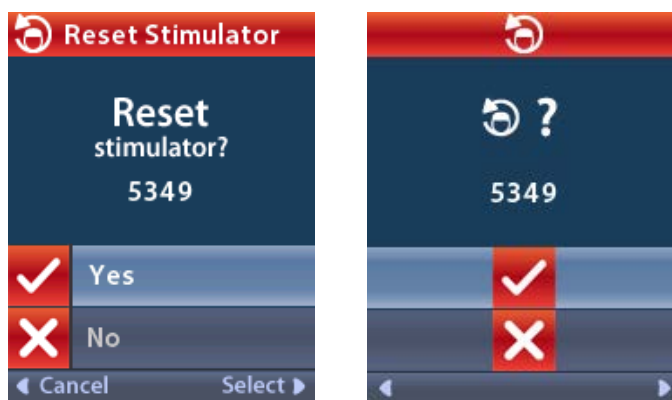 Reset Stimulator
Reset
stimulator?
5349
Yes
No
Cancel
Select
?
5349